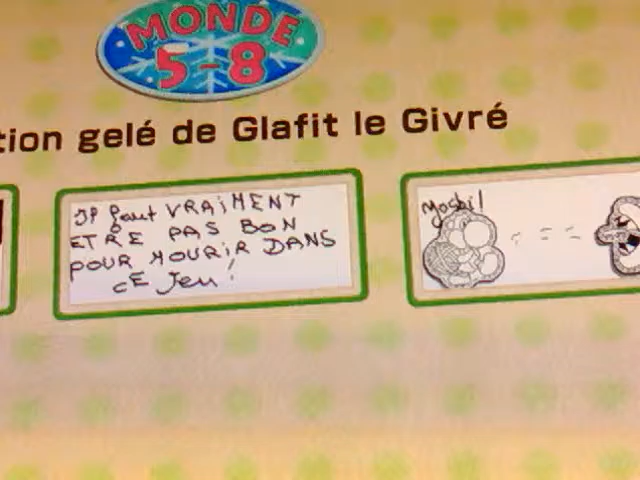 MONDE
5-8
tion gelé de Glafit le Givré
Il faut VRAIMENT
ETRE PAS BON
POUR MOURIR DANS
CE Jeu!
Yoshi!